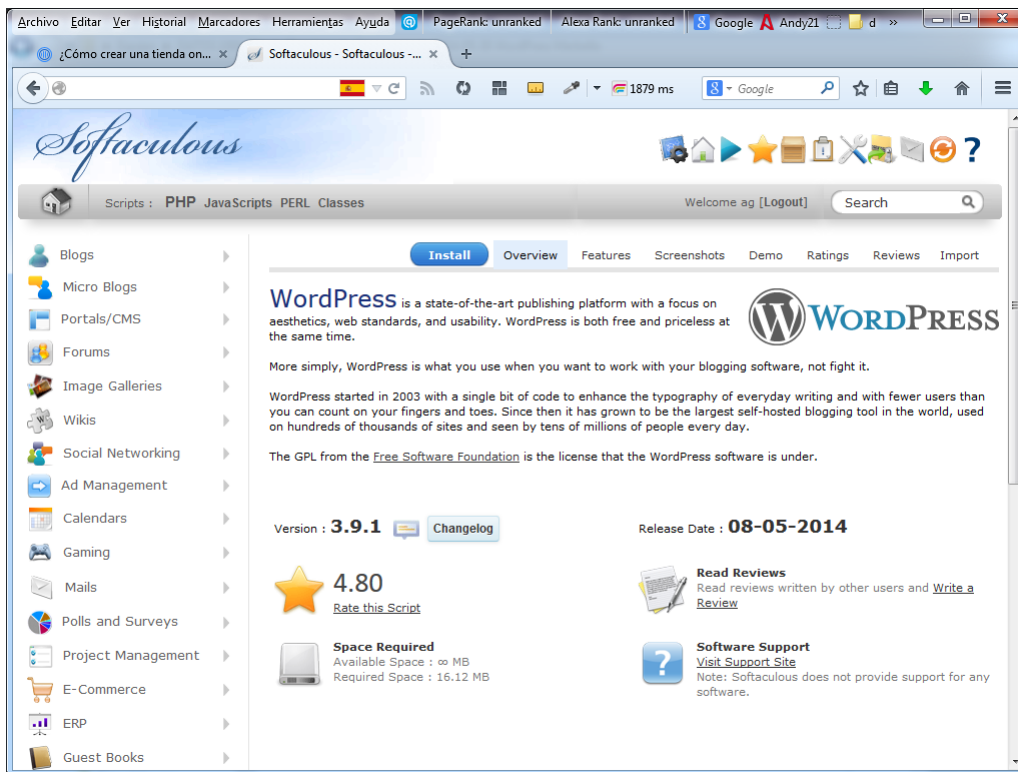 Archivo Editar Ver Historial Marcadores Herramientas Ayuda @ PageRank: unranked Alexa Rank: unranked 8 Google Andy21 d »
¿Cómo crear una tienda on... × Softaculous - Softaculous -... × +
1879 ms 8 Google
Softaculous
?
Scripts : PHP JavaScripts PERL Classes Welcome ag [Logout] Search
Blogs
Micro Blogs
Portals/CMS
Forums
Image Galleries
Wikis
Social Networking
Ad Management
Calendars
Gaming
Mails
Polls and Surveys
Project Management
E-Commerce
ERP
Guest Books
Install Overview Features Screenshots Demo Ratings Reviews Import
WordPress is a state-of-the-art publishing platform with a focus on
aesthetics, web standards, and usability. WordPress is both free and priceless at
the same time.
W WORDPRESS
More simply, WordPress is what you use when you want to work with your blogging software, not fight it.
WordPress started in 2003 with a single bit of code to enhance the typography of everyday writing and with fewer users than
you can count on your fingers and toes. Since then it has grown to be the largest self-hosted blogging tool in the world, used
on hundreds of thousands of sites and seen by tens of millions of people every day.
The GPL from the Free Software Foundation is the license that the WordPress software is under.
Version : 3.9.1 Changelog
Release Date : 08-05-2014
4.80
Rate this Script
Read Reviews
Read reviews written by other users and Write a
Review
Space Required
Available Space : ∞ MB
Required Space : 16.12 MB
?
Software Support
Visit Support Site
Note: Softaculous does not provide support for any
software.